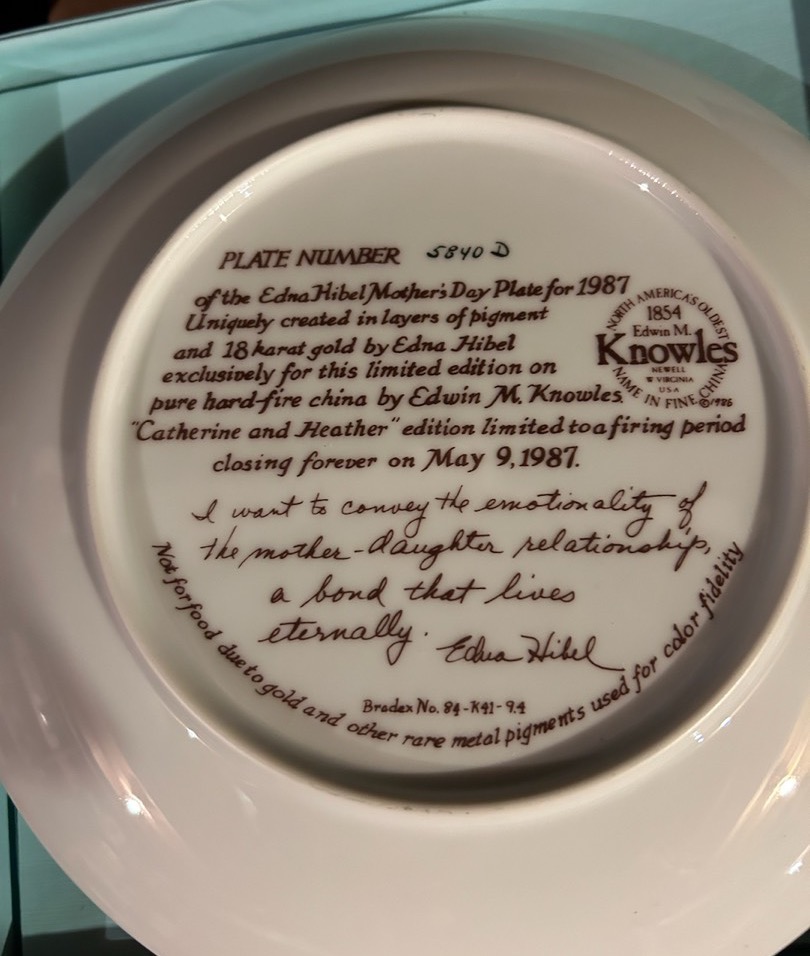 PLATE NUMBER 5840 D
of the Edna Hibel Mother's Day Plate for 1987
Uniquely created in layers of pigment
and 18 karat gold by Edna Hibel
exclusively for this limited edition on
pure hard-fire china by Edwin M. Knowles.
"Catherine and Heather" edition limited to a firing period
closing forever on May 9, 1987.
NORTH AMERICA'S OLDEST
1854
Edwin M.
Knowles
NEWELL
W VIRGINIA
USA
NAME IN FINE CHINA
©1986
I want to convey the emotionality of
the mother-daughter relationship,
a bond that lives
eternally. Edna Hibel
Bradex No. 84-K41-9.4
Not for food due to gold and other rare metal pigments used for color fidelity